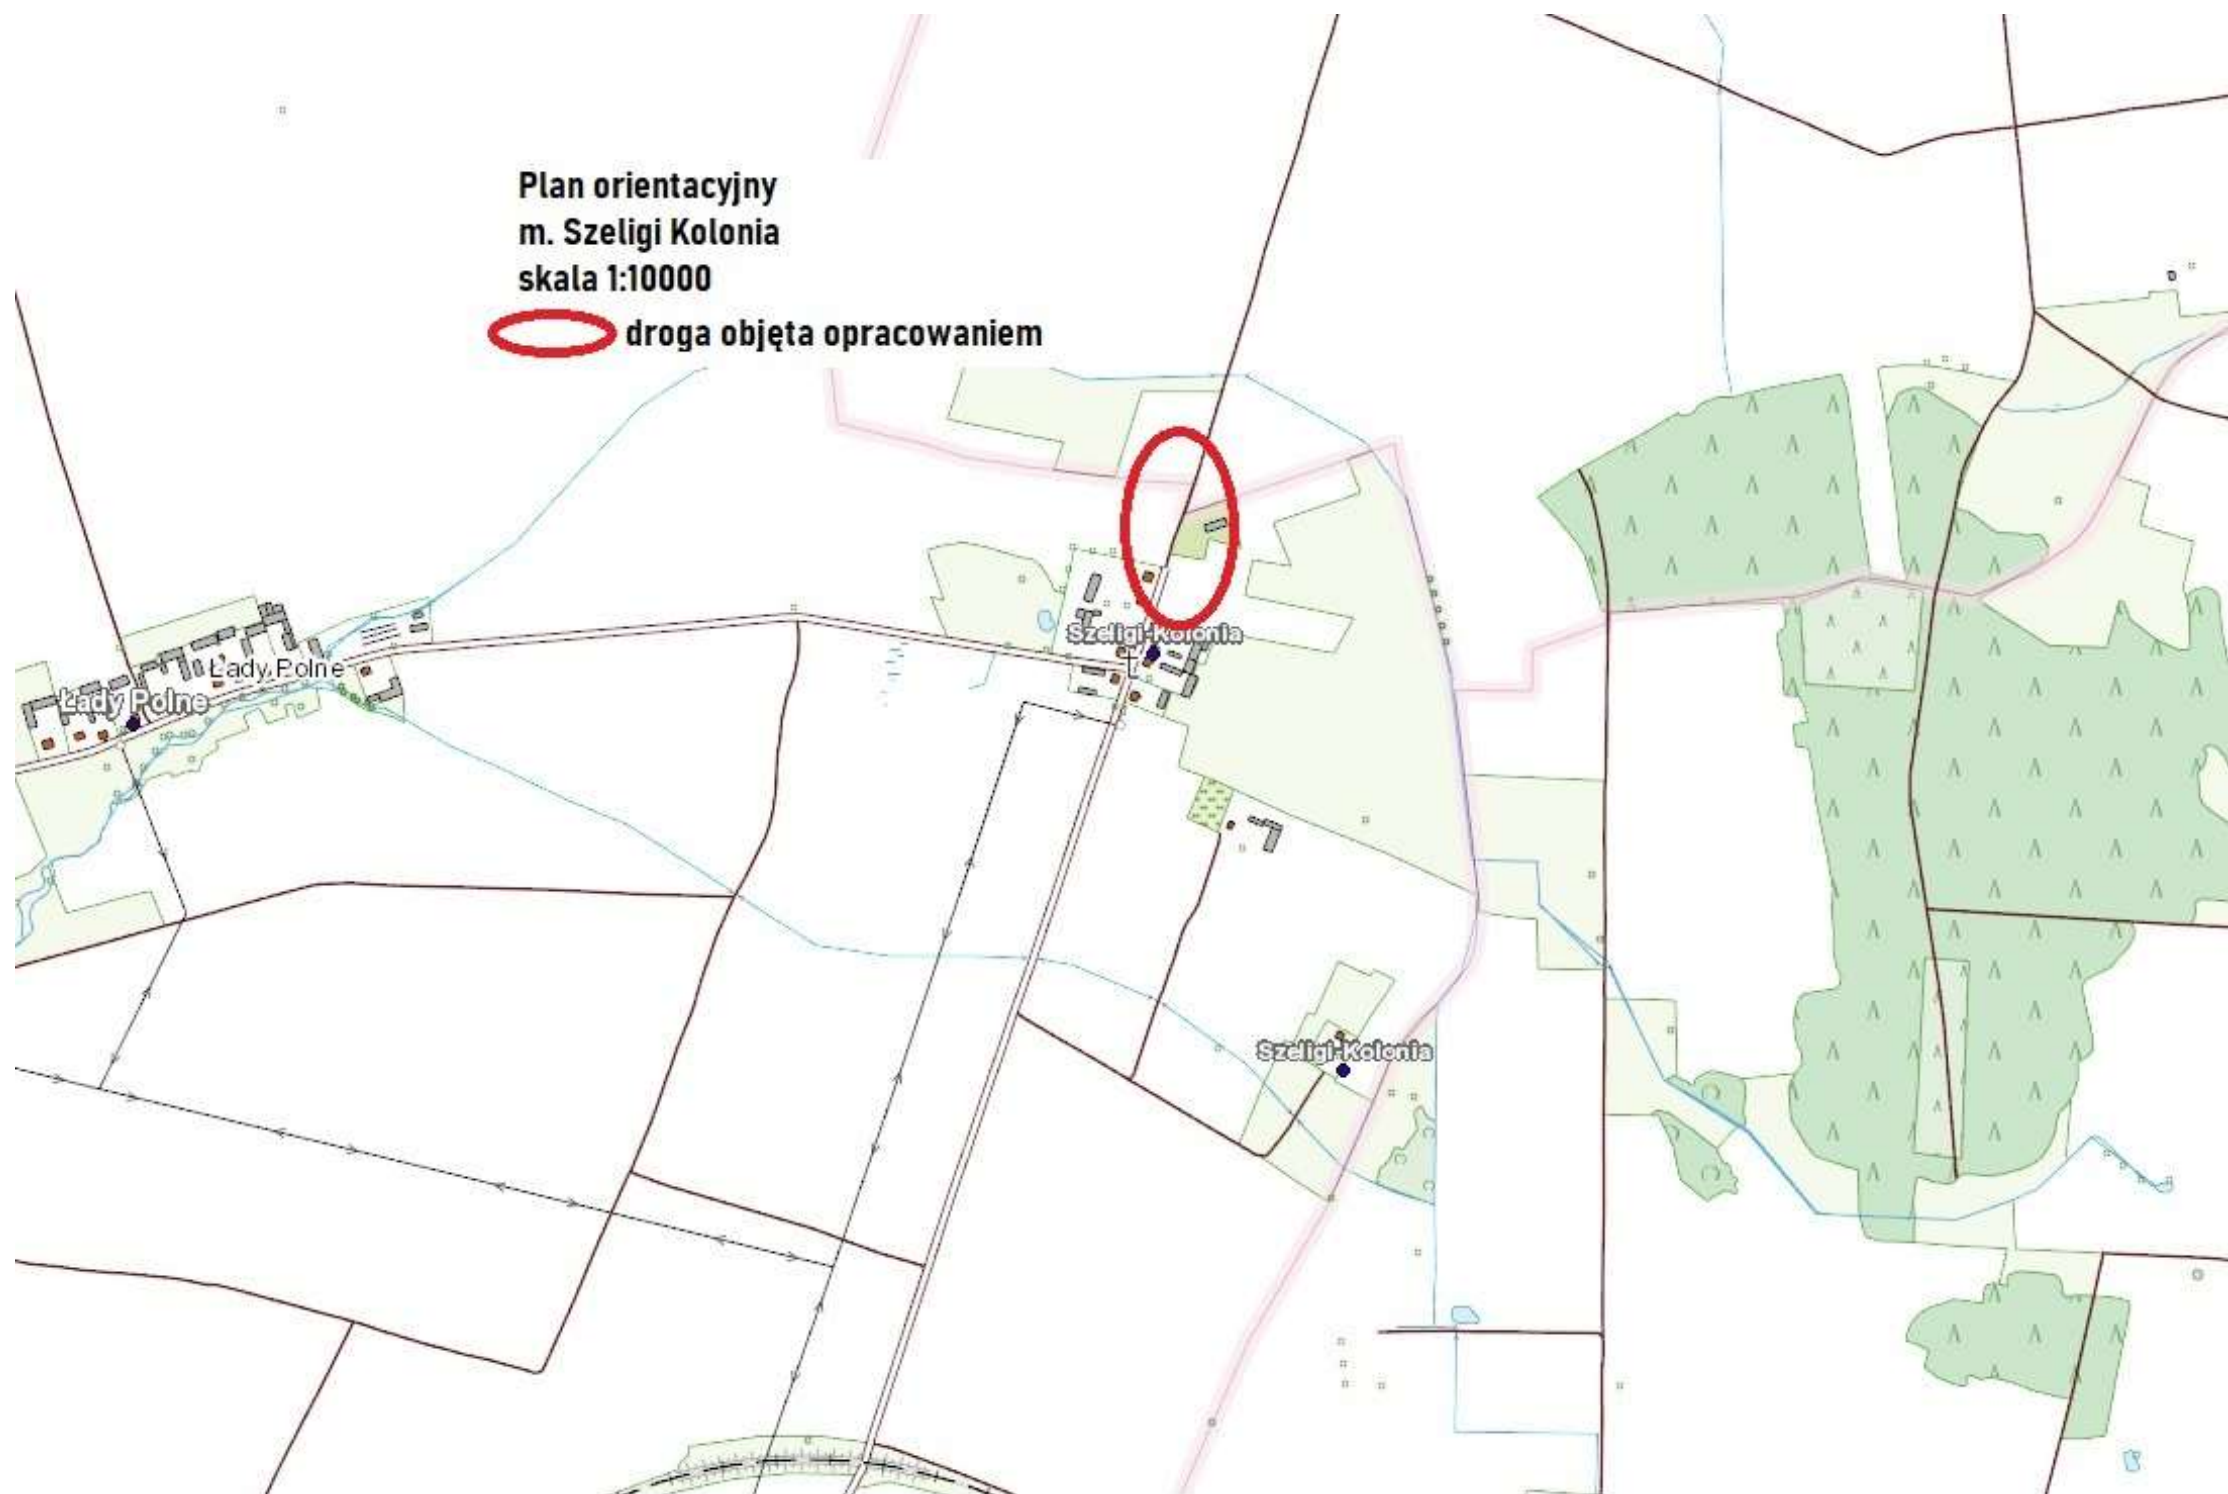 Plan orientacyjny
m. Szeligi Kolonia
skala 1:10000
droga objęta opracowaniem
Szeligi-Kolonia
Łady Polne
Łady Polne
Szeligi-Kolonia